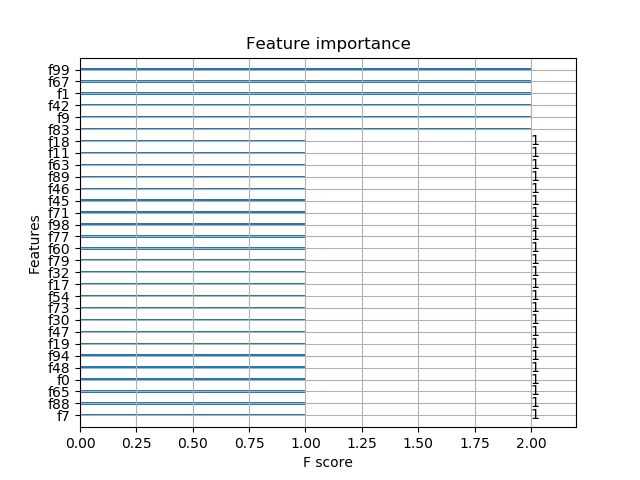 Feature importance
f99
f67
f1
f42
f9
f83
f18 1
f11 1
f63 1
f89 1
f46 1
f45 1
f71 1
f98 1
f77 1
f60 1
f79 1
f32 1
f17 1
f54 1
f73 1
f30 1
f47 1
f19 1
f94 1
f48 1
f0 1
f65 1
f88 1
f7 1
Features
0.00 0.25 0.50 0.75 1.00 1.25 1.50 1.75 2.00
F score